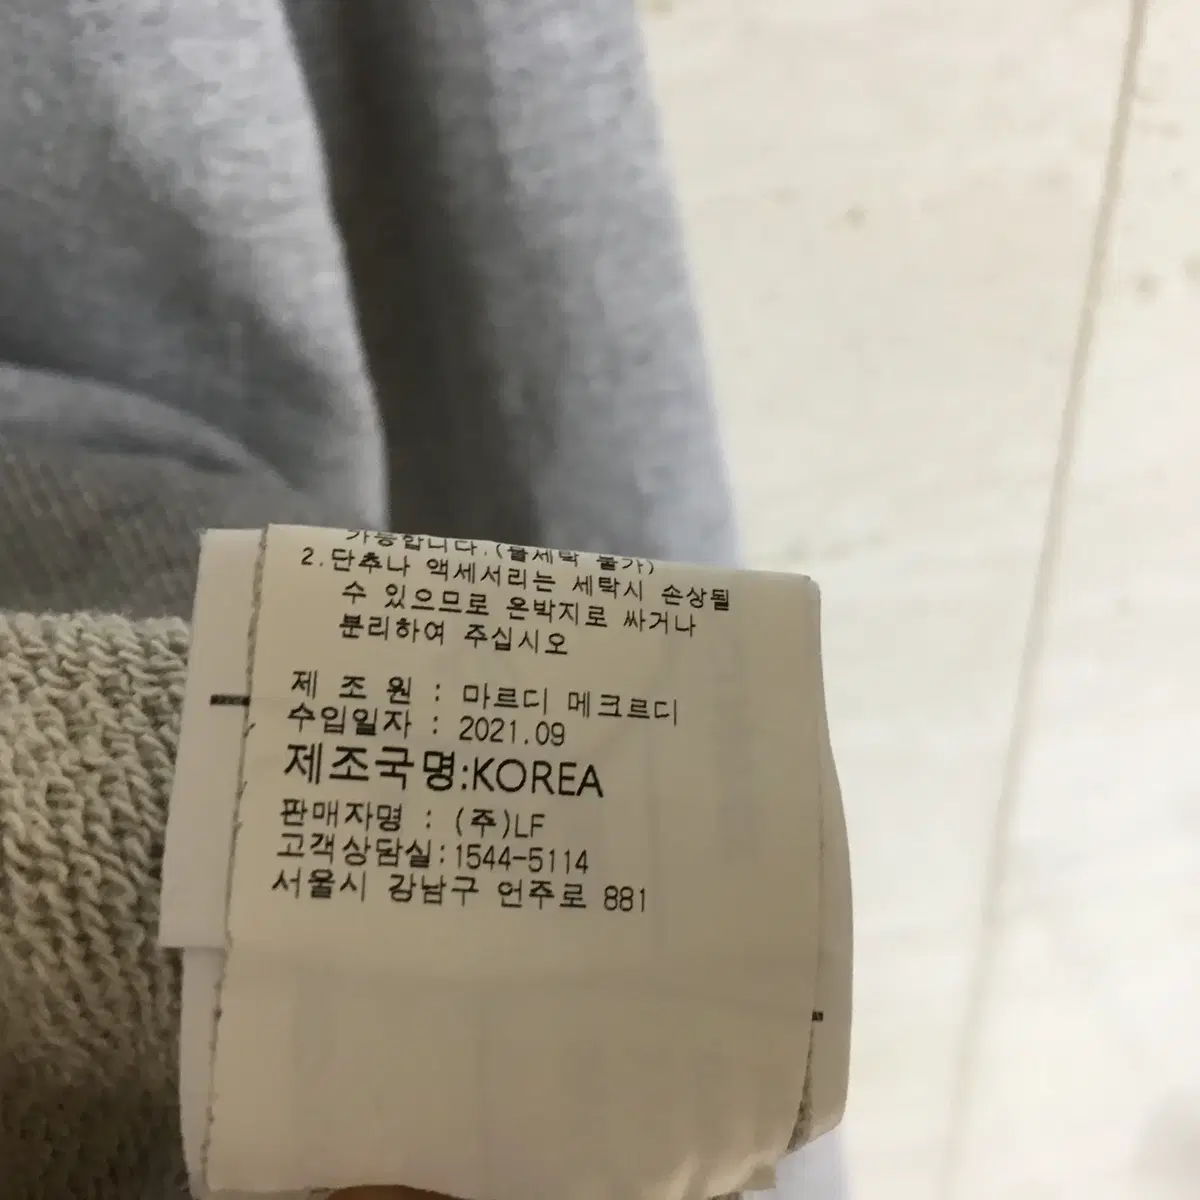 가능합니다.(물세탁 불가)
2.단추나 액세서리는 세탁시 손상될
수 있으므로 은박지로 싸거나
분리하여 주십시오
제 조 원 : 마르디 메크르디
수입일자 : 2021.09
제조국명:KOREA
판매자명 : (주)LF
고객상담실:1544-5114
서울시 강남구 언주로 881